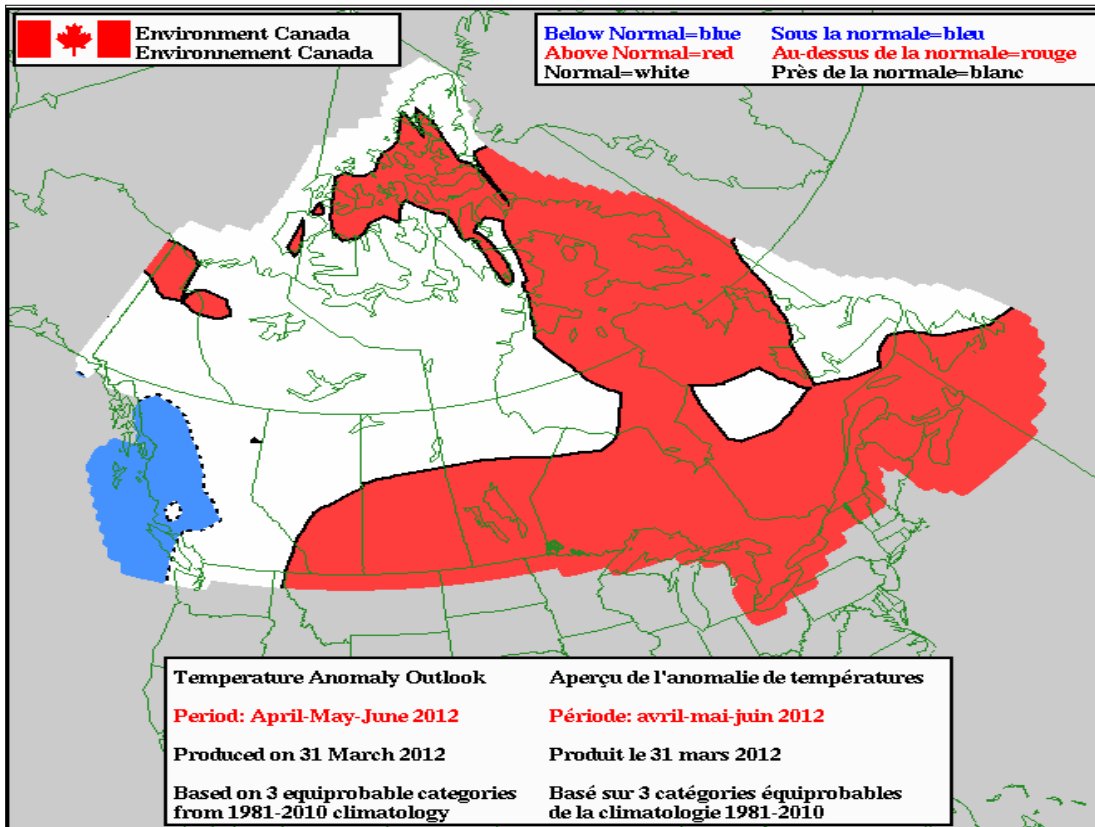 Environment Canada
Environnement Canada
Below Normal=blue Sous la normale=bleu
Above Normal=red Au-dessus de la normale=rouge
Normal=white Près de la normale=blanc
Temperature Anomaly Outlook Aperçu de l'anomalie de températures
Period: April-May-June 2012 Période: avril-mai-juin 2012
Produced on 31 March 2012 Produit le 31 mars 2012
Based on 3 equiprobable categories Basé sur 3 catégories équiprobables
from 1981-2010 climatology de la climatologie 1981-2010